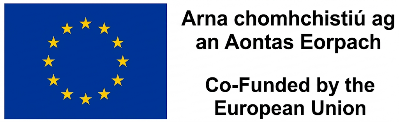 Arna chomhchistiú ag
an Aontas Eorpach
Co-Funded by the
European Union